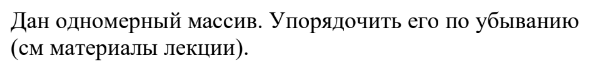 Дан одномерный массив. Упорядочить его по убыванию
(см материалы лекции).